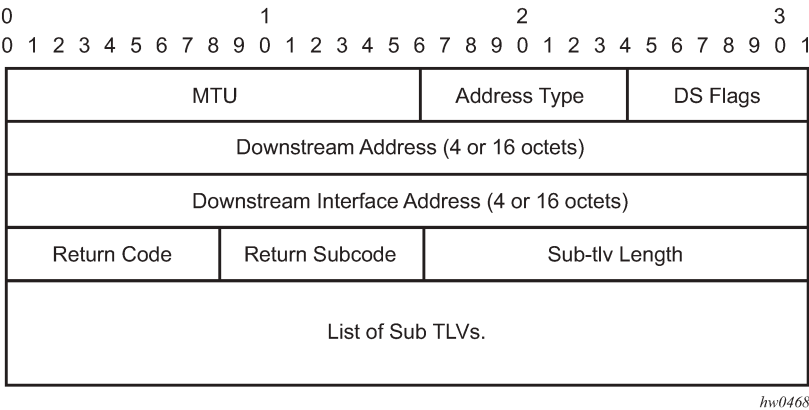 0 1 2 3
0 1 2 3 4 5 6 7 8 9 0 1 2 3 4 5 6 7 8 9 0 1 2 3 4 5 6 7 8 9 0 1
MTU Address Type DS Flags
Downstream Address (4 or 16 octets)
Downstream Interface Address (4 or 16 octets)
Return Code Return Subcode Sub-tlv Length
List of Sub TLVs.
hw0468